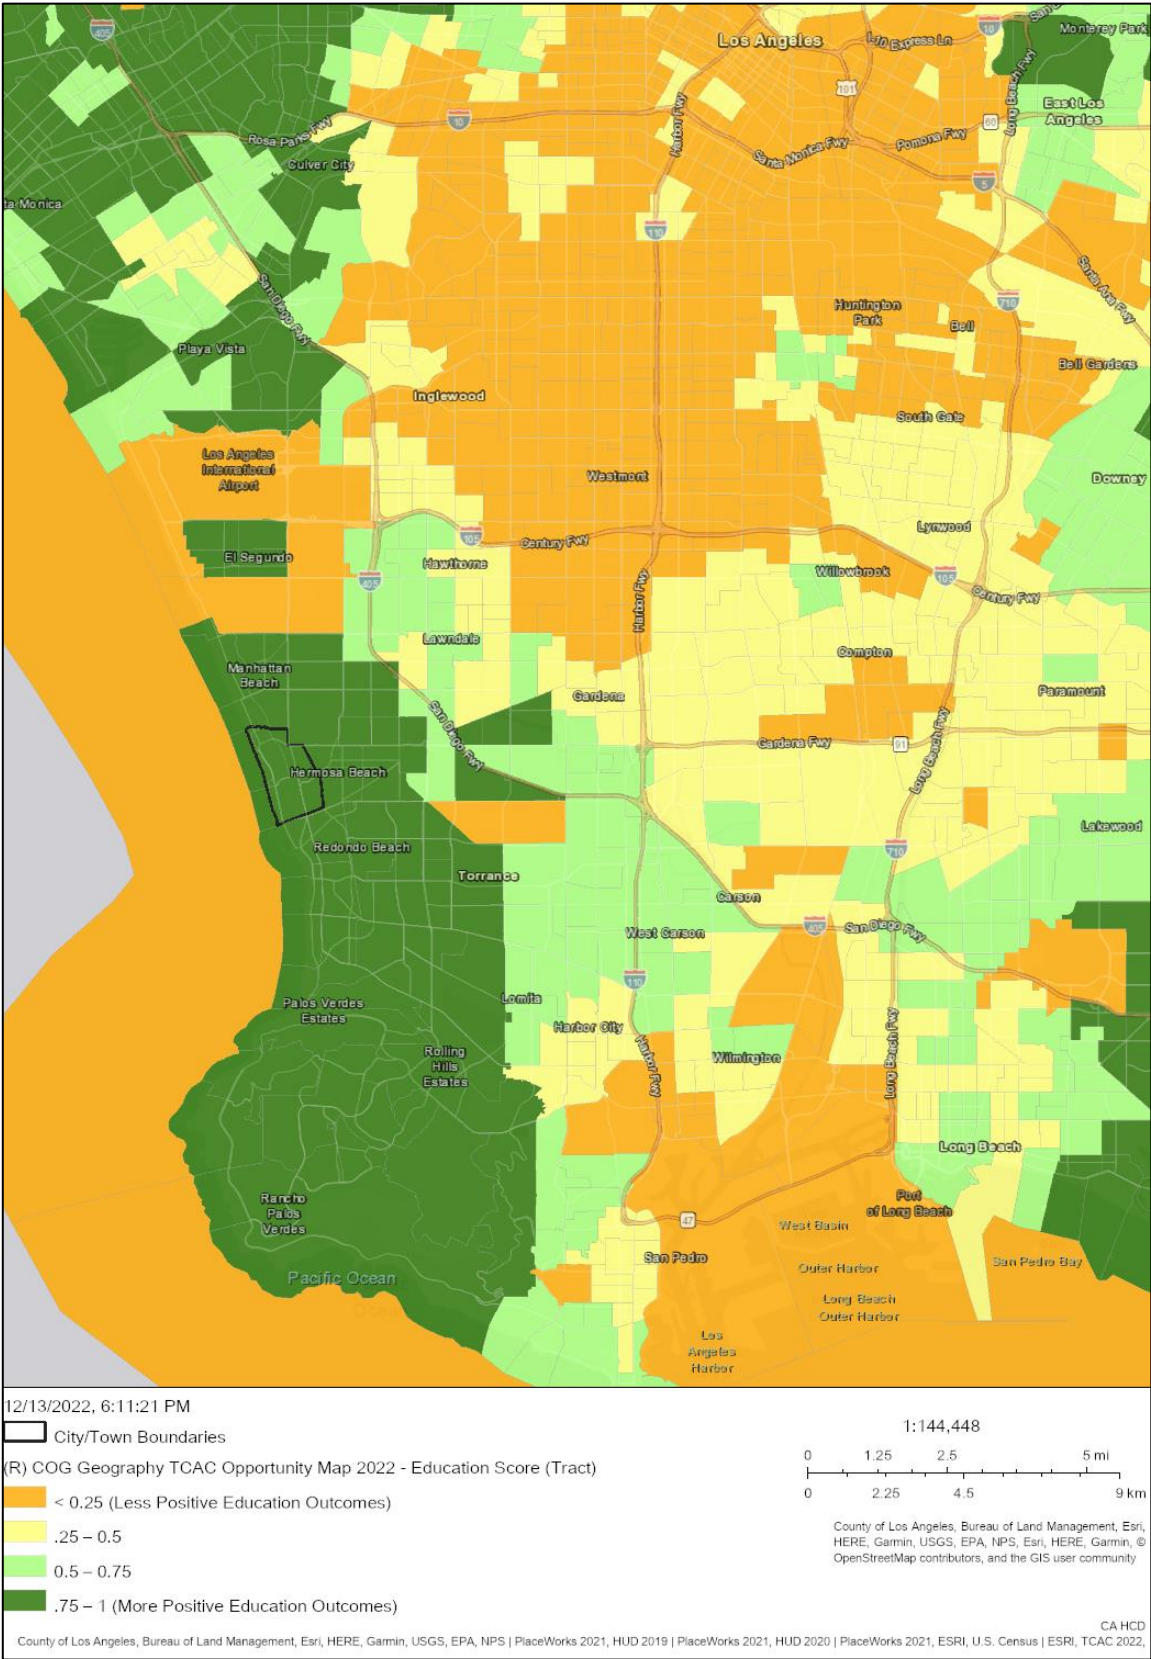 405
Los Angeles
I-10 Express Ln
10
Monterey Park
101
Long Beach Fwy
East Los
Angeles
60
Rosa Parks Fwy
10
Harbor Fwy
Santa Monica Fwy
Pomona Fwy
Culver City
5
ta Monica
110
San Diego Fwy
Santa Ana Fwy
Huntington
Park
710
Bell
Playa Vista
Bell Gardens
Inglewood
South Gate
Los Angeles
International
Airport
Westmont
Downey
Lynwood
El Segundo
105
Century Fwy
Hawthorne
405
Willowbrook
105
Century Fwy
Harbor Fwy
Lawndale
Compton
Manhattan
Beach
Gardena
Paramount
San Diego Fwy
Gardena Fwy
91
Long Beach Fwy
Hermosa Beach
Redondo Beach
Lakewood
710
Torrance
Carson
West Carson
405
San Diego Fwy
110
Palos Verdes
Estates
Lomita
Harbor City
Rolling
Hills
Estates
Harbor Fwy
Wilmington
Long Beach Fwy
Long Beach
Rancho
Palos
Verdes
Port
of Long Beach
47
West Basin
San Pedro
Outer Harbor
San Pedro Bay
Pacific Ocean
Long Beach
Outer Harbor
Los
Angeles
Harbor
12/13/2022, 6:11:21 PM
City/Town Boundaries
(R) COG Geography TCAC Opportunity Map 2022 - Education Score (Tract)
< 0.25 (Less Positive Education Outcomes)
.25 – 0.5
0.5 – 0.75
.75 – 1 (More Positive Education Outcomes)
1:144,448
0 1.25 2.5 5 mi
0 2.25 4.5 9 km
County of Los Angeles, Bureau of Land Management, Esri,
HERE, Garmin, USGS, EPA, NPS, Esri, HERE, Garmin, ©
OpenStreetMap contributors, and the GIS user community
CA HCD
County of Los Angeles, Bureau of Land Management, Esri, HERE, Garmin, USGS, EPA, NPS | PlaceWorks 2021, HUD 2019 | PlaceWorks 2021, HUD 2020 | PlaceWorks 2021, ESRI, U.S. Census | ESRI, TCAC 2022,